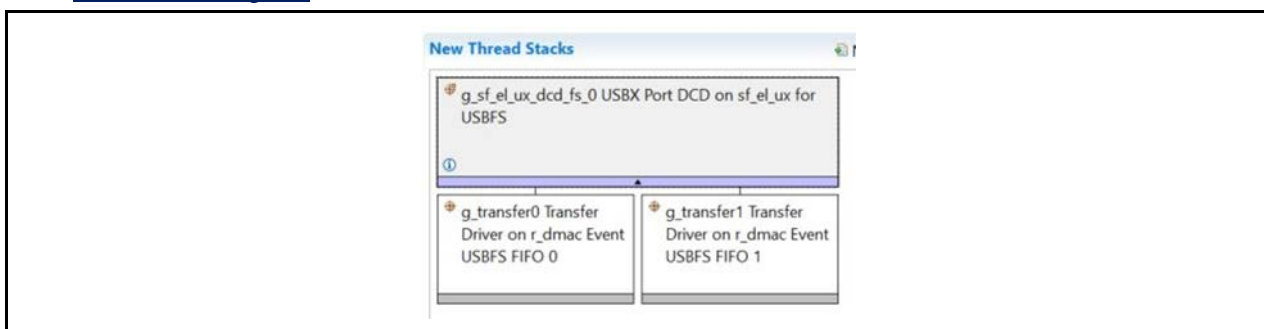 New Thread Stacks
g_sf_el_ux_dcd_fs_0 USBX Port DCD on sf_el_ux for
USBFS
g_transfer0 Transfer
Driver on r_dmac Event
USBFS FIFO 0
g_transfer1 Transfer
Driver on r_dmac Event
USBFS FIFO 1